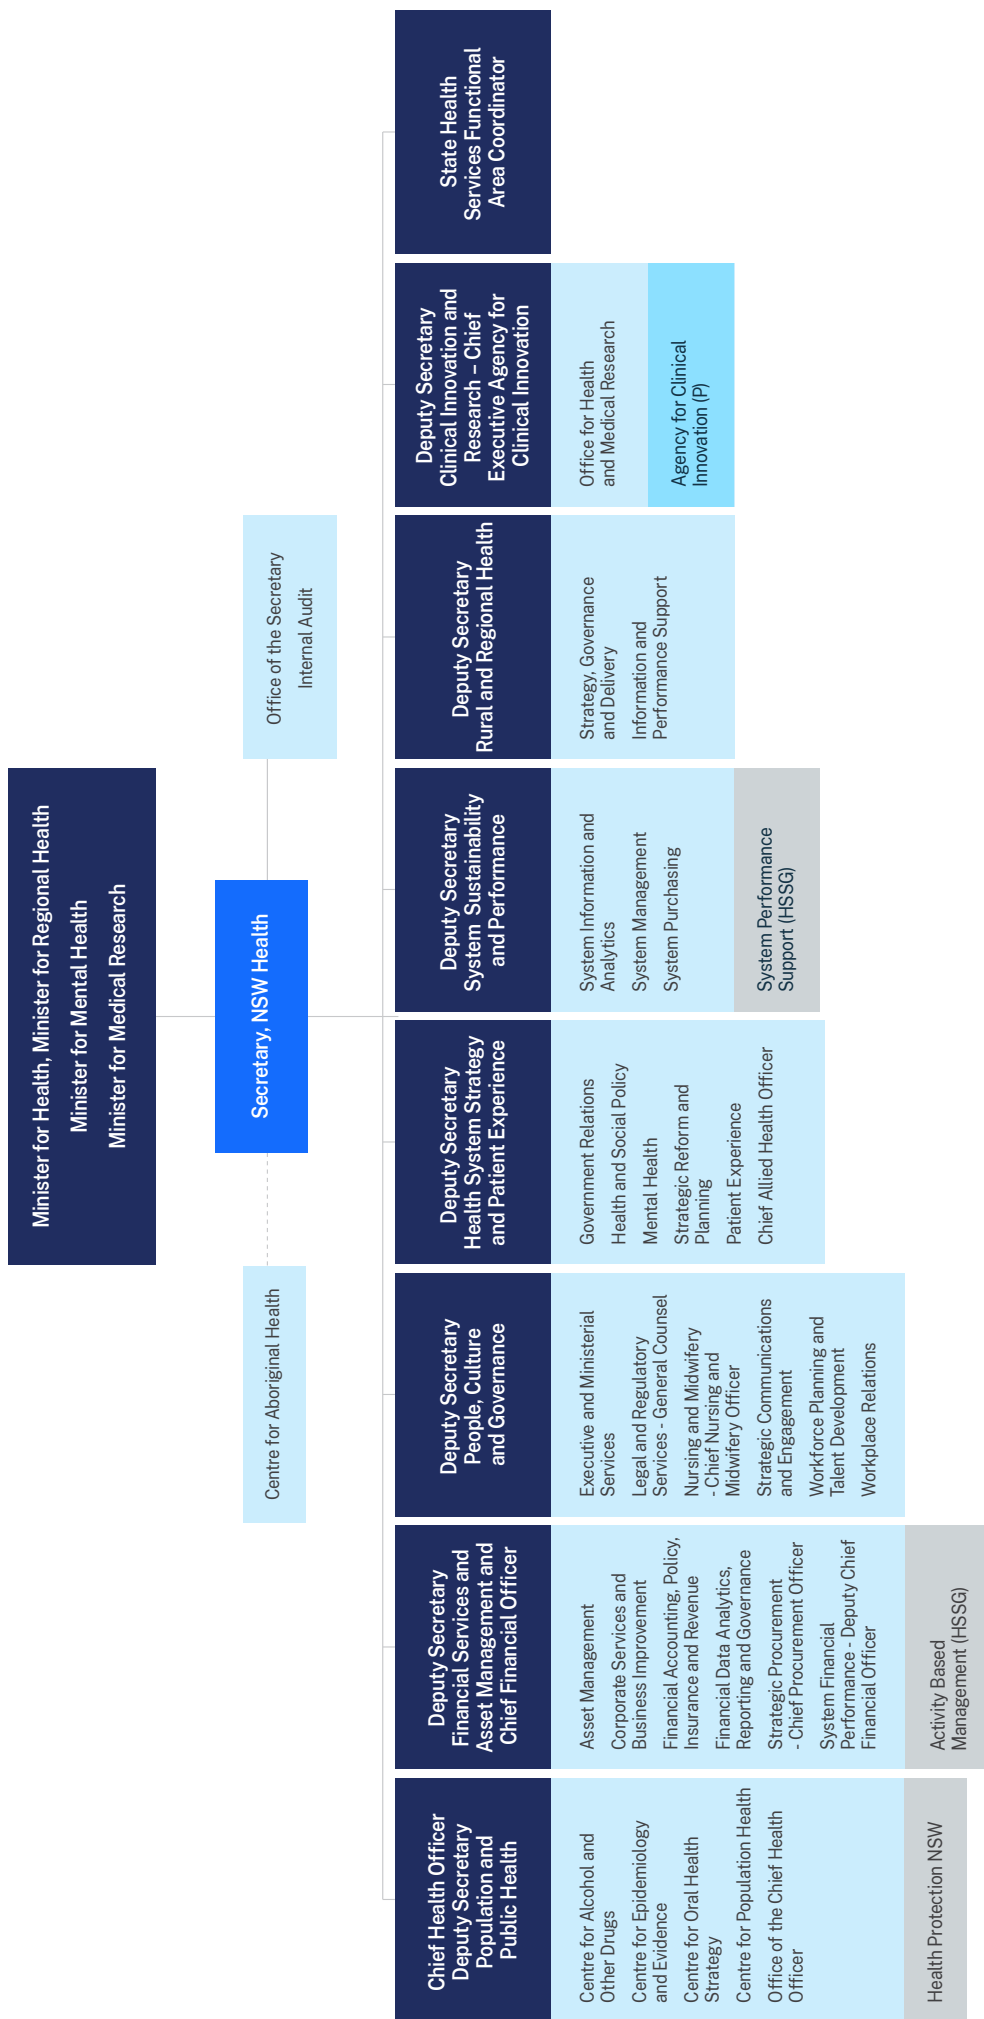 Minister for Health, Minister for Regional Health
Minister for Mental Health
Minister for Medical Research
Secretary, NSW Health
Centre for Aboriginal Health
Office of the Secretary
Internal Audit
Chief Health Officer
Deputy Secretary
Population and
Public Health
Centre for Alcohol and
Other Drugs
Centre for Epidemiology
and Evidence
Centre for Oral Health
Strategy
Centre for Population Health
Office of the Chief Health
Officer
Health Protection NSW
Deputy Secretary
Financial Services and
Asset Management and
Chief Financial Officer
Asset Management
Corporate Services and
Business Improvement
Financial Accounting, Policy,
Insurance and Revenue
Financial Data Analytics,
Reporting and Governance
Strategic Procurement
- Chief Procurement Officer
System Financial
Performance - Deputy Chief
Financial Officer
Activity Based
Management (HSSG)
Deputy Secretary
People, Culture
and Governance
Executive and Ministerial
Services
Legal and Regulatory
Services - General Counsel
Nursing and Midwifery
- Chief Nursing and
Midwifery Officer
Strategic Communications
and Engagement
Workforce Planning and
Talent Development
Workplace Relations
Deputy Secretary
Health System Strategy
and Patient Experience
Government Relations
Health and Social Policy
Mental Health
Strategic Reform and
Planning
Patient Experience
Chief Allied Health Officer
Deputy Secretary
System Sustainability
and Performance
System Information and
Analytics
System Management
System Purchasing
System Performance
Support (HSSG)
Deputy Secretary
Rural and Regional Health
Strategy, Governance
and Delivery
Information and
Performance Support
Deputy Secretary
Clinical Innovation and
Research – Chief
Executive Agency for
Clinical Innovation
Office for Health
and Medical Research
Agency for Clinical
Innovation (P)
State Health
Services Functional
Area Coordinator